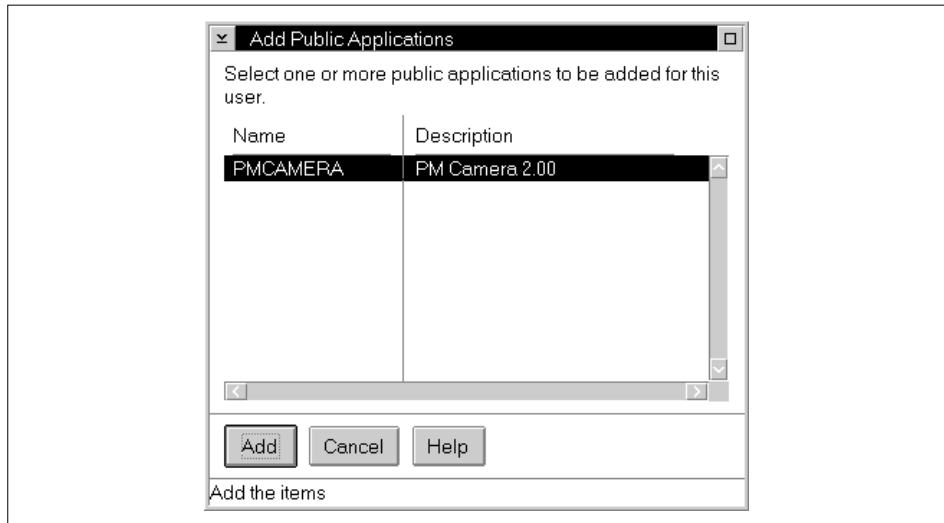 Add Public Applications
Select one or more public applications to be added for this
user.
Name Description
PMCAMERA PM Camera 2.00
Add Cancel Help
Add the items